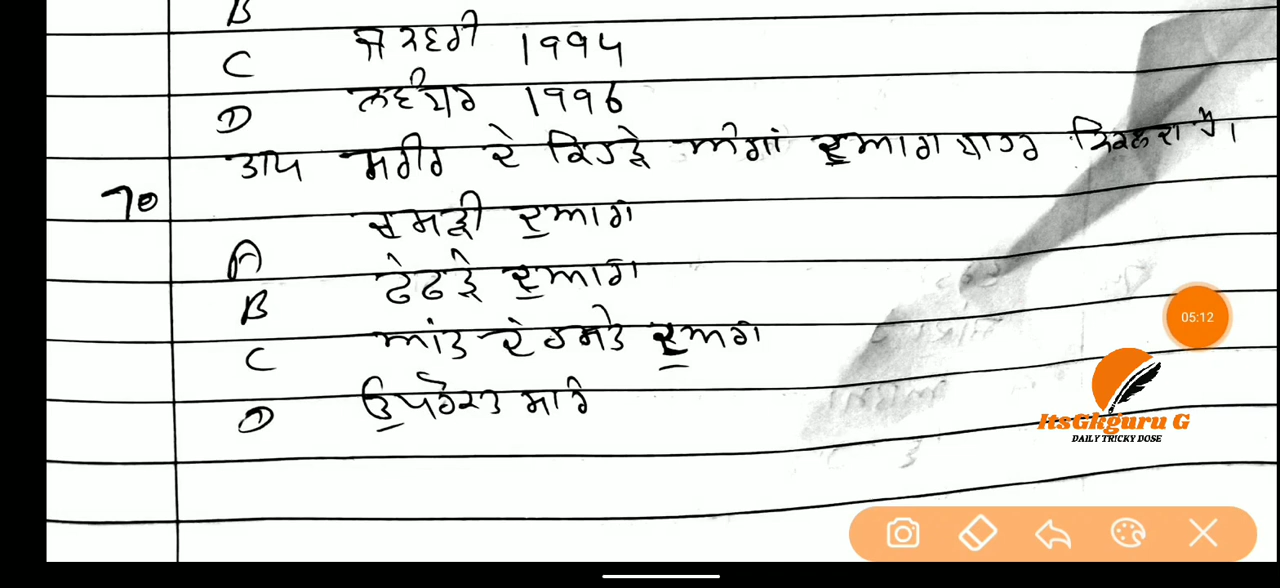 B
C ਜਨਵਰੀ 1994
D ਨਵੰਬਰ 1996
70 ਤਾਪ ਸਰੀਰ ਦੇ ਕਿਹੜੇ ਅੰਗਾਂ ਦੁਆਰਾ ਬਾਹਰ ਨਿਕਲਦਾ ਹੈ।
A ਚਮੜੀ ਦੁਆਰਾ
B ਫੇਫੜੇ ਦੁਆਰਾ
C ਆਂਤ ਦੇ ਰਸਤੇ ਦੁਆਰਾ
D ਉਪਰੋਕਤ ਸਾਰੇ
05:12
ItsGkguru G
DAILY TRICKY DOSE